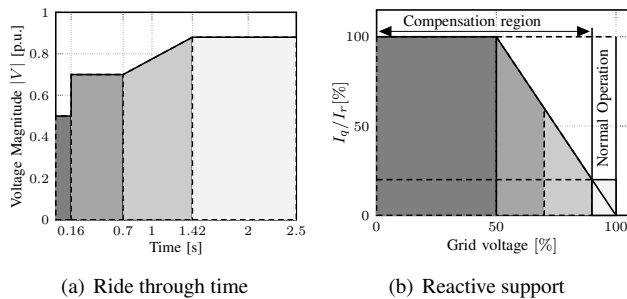 1
0.8
0.6
0.4
0.2
0
Voltage Magnitude |V| [p.u.]
0.16 0.7 1 1.42 2 2.5
Time [s]
(a) Ride through time
Compensation region
100
50
0
I_q/I_r[%]
Normal Operation
0 50 100
Grid voltage [%]
(b) Reactive support